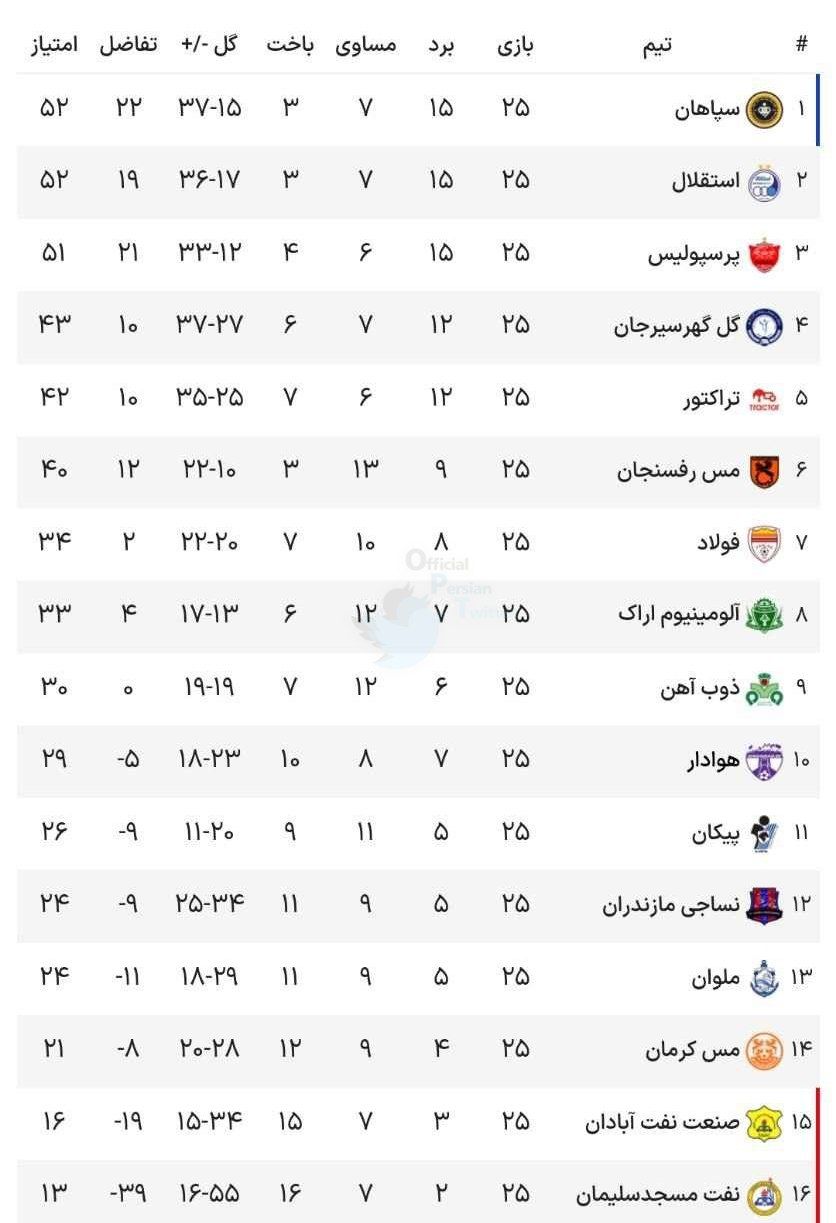 # تیم بازی برد مساوی باخت گل -/+ تفاضل امتیاز
۱ سپاهان ۲۵ ۱۵ ۷ ۳ ۳۷-۱۵ ۲۲ ۵۲
۲ استقلال ۲۵ ۱۵ ۷ ۳ ۳۶-۱۷ ۱۹ ۵۲
۳ پرسپولیس ۲۵ ۱۵ ۶ ۴ ۳۳-۱۲ ۲۱ ۵۱
۴ گل گهرسیرجان ۲۵ ۱۲ ۷ ۶ ۳۷-۲۷ ۱۰ ۴۳
۵ تراکتور ۲۵ ۱۲ ۶ ۷ ۳۵-۲۵ ۱۰ ۴۲
۶ مس رفسنجان ۲۵ ۹ ۱۳ ۳ ۲۲-۱۰ ۱۲ ۴۰
۷ فولاد ۲۵ ۸ ۱۰ ۷ ۲۲-۲۰ ۲ ۳۴
Official
Persian
Twitter
۸ آلومینیوم اراک ۲۵ ۷ ۱۲ ۶ ۱۷-۱۳ ۴ ۳۳
۹ ذوب آهن ۲۵ ۶ ۱۲ ۷ ۱۹-۱۹ ۰ ۳۰
۱۰ هوادار ۲۵ ۷ ۸ ۱۰ ۱۸-۲۳ -۵ ۲۹
۱۱ پیکان ۲۵ ۵ ۱۱ ۹ ۱۱-۲۰ -۹ ۲۶
۱۲ نساجی مازندران ۲۵ ۵ ۹ ۱۱ ۲۵-۳۴ -۹ ۲۴
۱۳ ملوان ۲۵ ۵ ۹ ۱۱ ۱۸-۲۹ -۱۱ ۲۴
۱۴ مس کرمان ۲۵ ۴ ۹ ۱۲ ۲۰-۲۸ -۸ ۲۱
۱۵ صنعت نفت آبادان ۲۵ ۳ ۷ ۱۵ ۱۵-۳۴ -۱۹ ۱۶
۱۶ نفت مسجدسلیمان ۲۵ ۲ ۷ ۱۶ ۱۶-۵۵ -۳۹ ۱۳